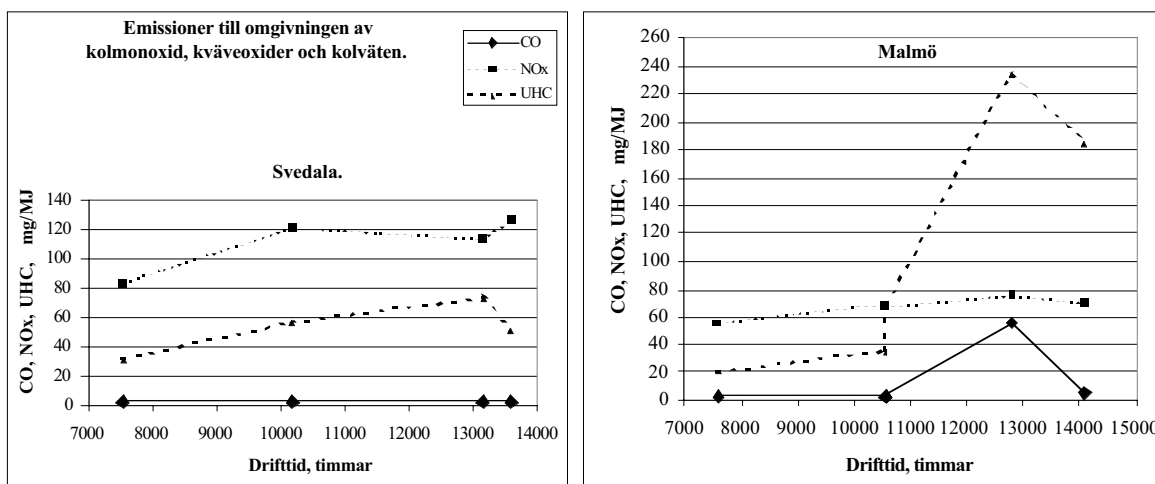 Emissioner till omgivningen av
kolmonoxid, kväveoxider och kolväten.
CO
NOx
UHC
Svedala.
CO, NOx, UHC, mg/MJ
140
120
100
80
60
40
20
0
7000 8000 9000 10000 11000 12000 13000 14000
Drifttid, timmar
Malmö
CO, NOx, UHC, mg/MJ
260
240
220
200
180
160
140
120
100
80
60
40
20
0
7000 8000 9000 10000 11000 12000 13000 14000 15000
Drifttid, timmar